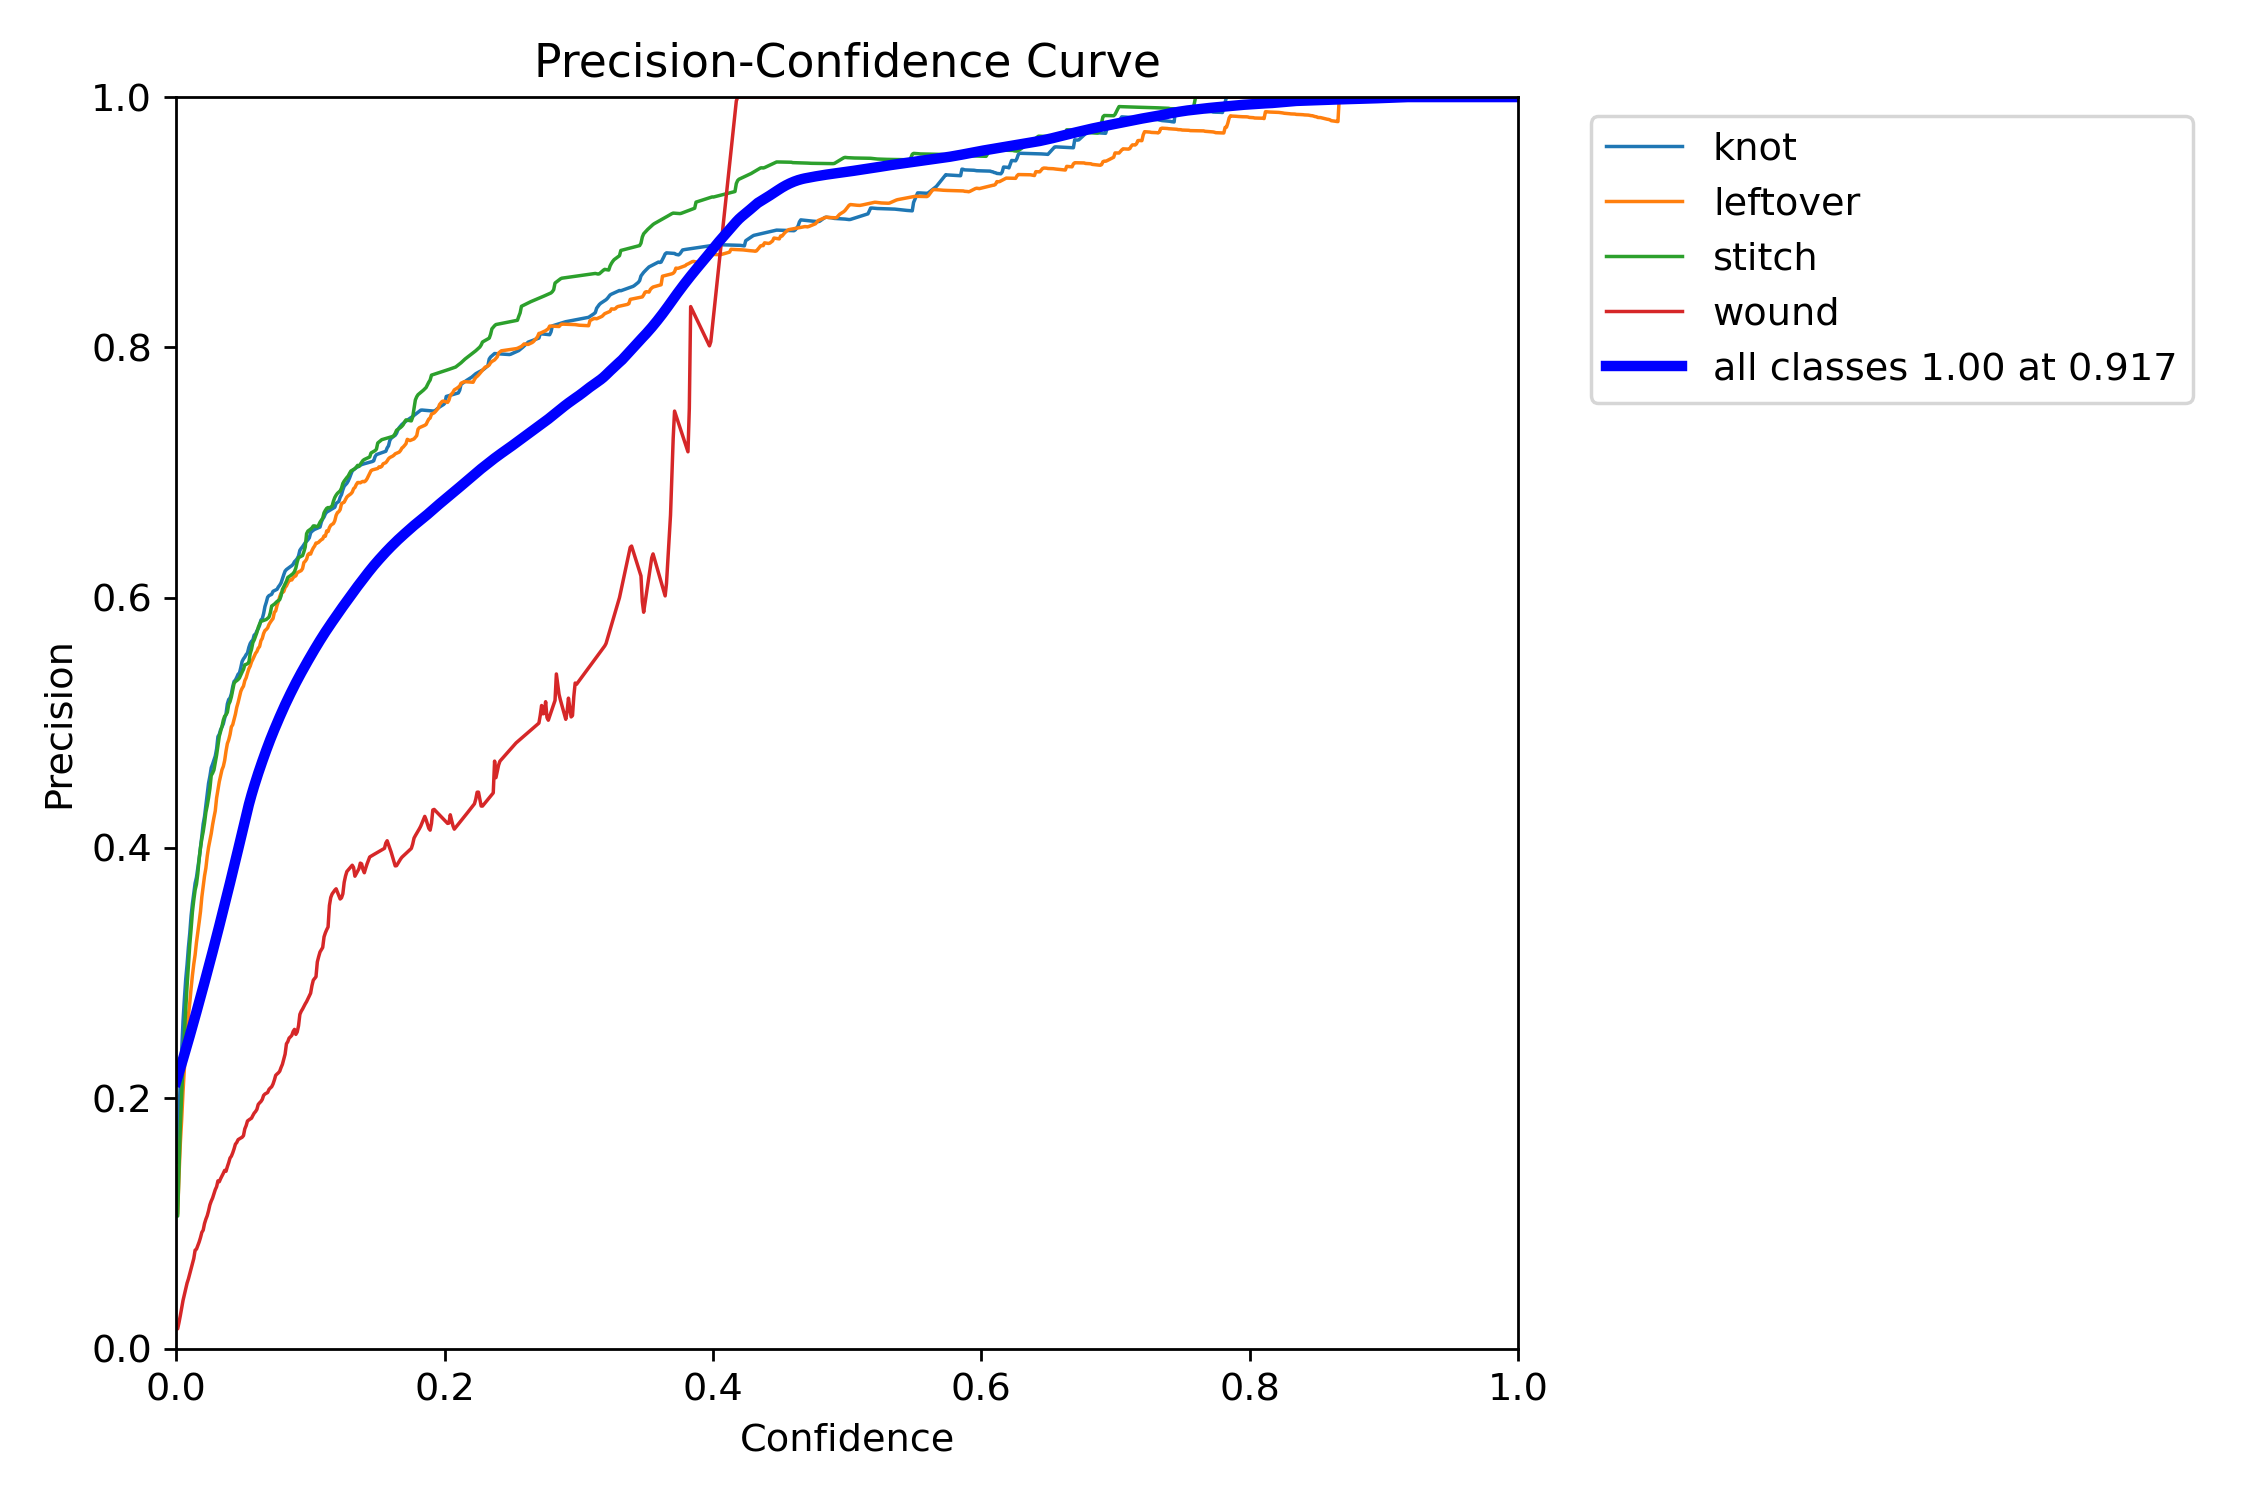 Precision-Confidence Curve
1.0
0.8
0.6
0.4
0.2
0.0
Precision
0.0 0.2 0.4 0.6 0.8 1.0
Confidence
knot
leftover
stitch
wound
all classes 1.00 at 0.917